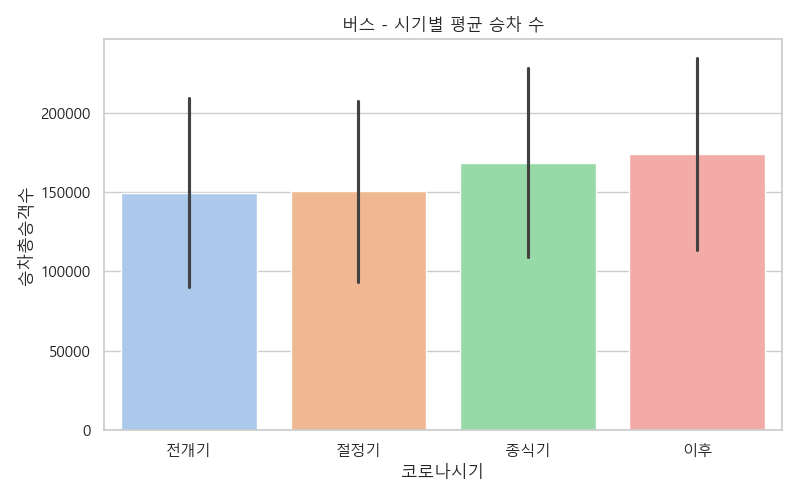 버스 - 시기별 평균 승차 수
승차총승객수
200000
150000
100000
50000
0
전개기 절정기 종식기 이후
코로나시기